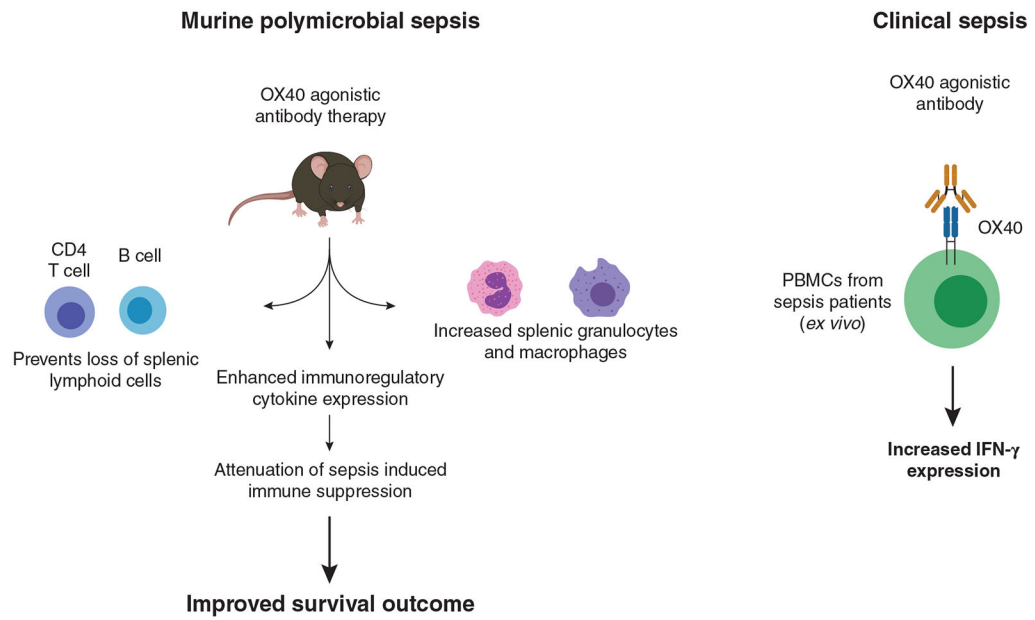 Murine polymicrobial sepsis
OX40 agonistic
antibody therapy
CD4
T cell
B cell
Prevents loss of splenic
lymphoid cells
Increased splenic granulocytes
and macrophages
Enhanced immunoregulatory
cytokine expression
Attenuation of sepsis induced
immune suppression
Improved survival outcome
Clinical sepsis
OX40 agonistic
antibody
OX40
PBMCs from
sepsis patients
(ex vivo)
Increased IFN-γ
expression